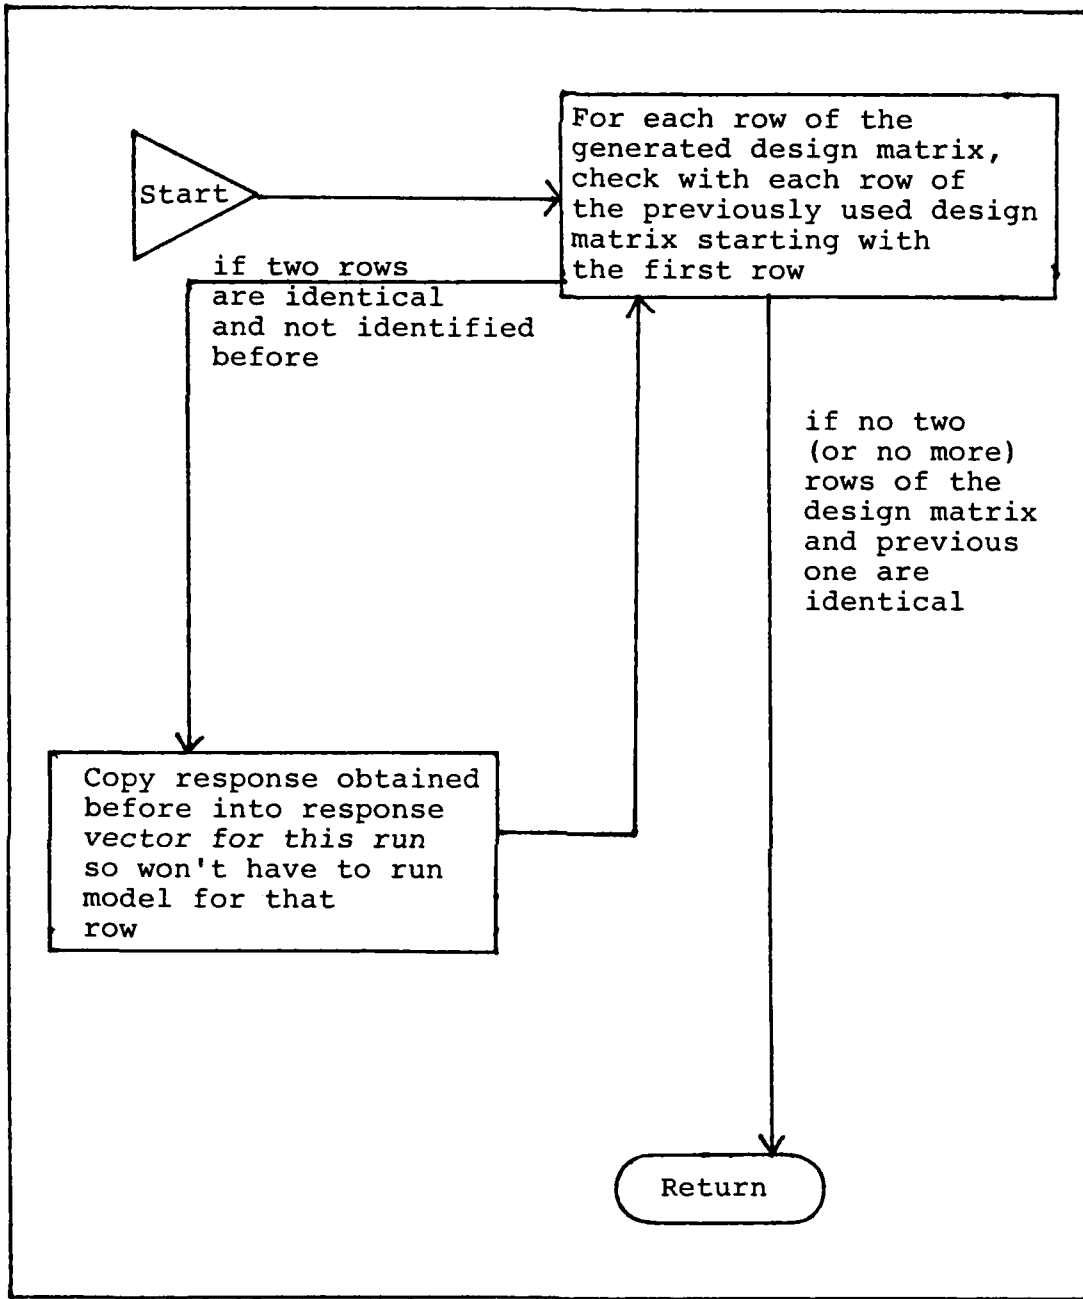 Start
For each row of the
generated design matrix,
check with each row of
the previously used design
matrix starting with
the first row
if two rows
are identical
and not identified
before
if no two
(or no more)
rows of the
design matrix
and previous
one are
identical
Copy response obtained
before into response
vector for this run
so won't have to run
model for that
row
Return